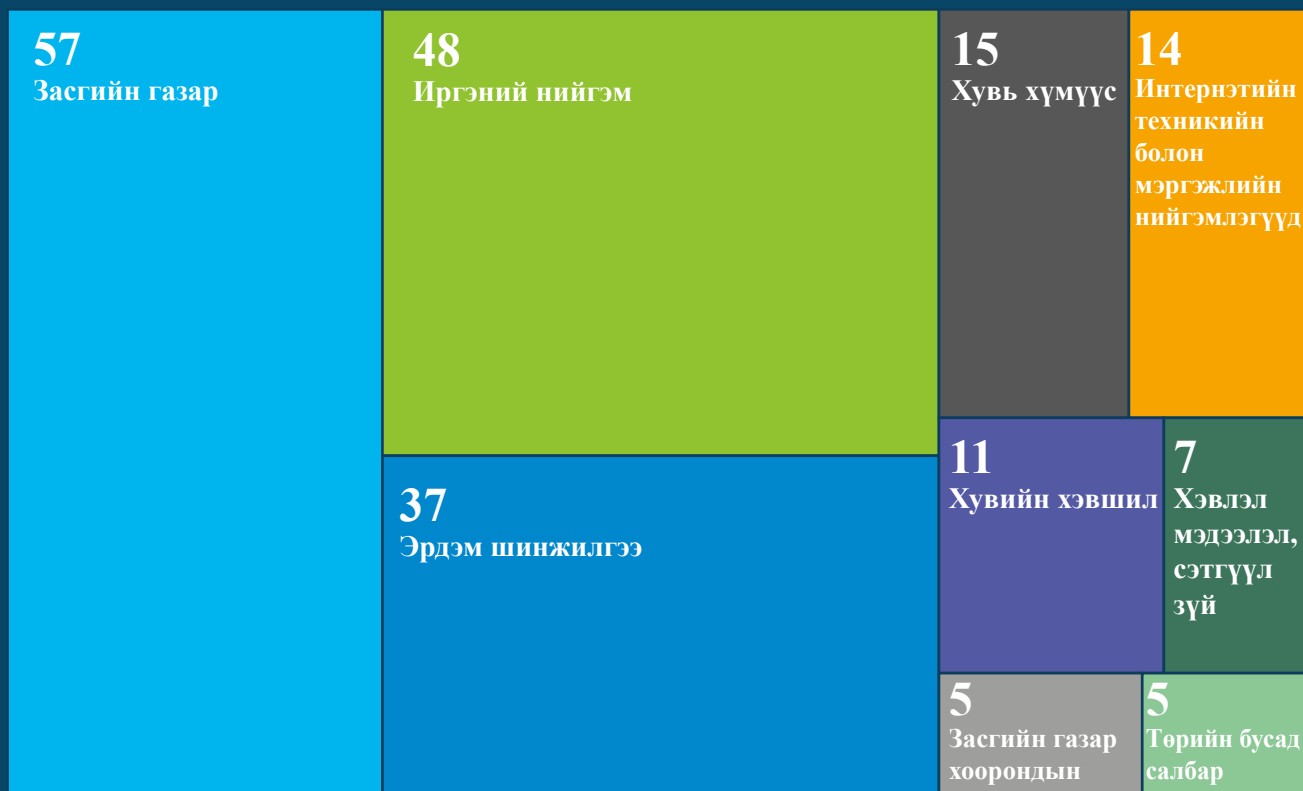 57
Засгийн газар
48
Иргэний нийгэм
37
Эрдэм шинжилгээ
15
Хувь хүмүүс
14
Интернэтийн
техникийн
болон
мэргэжлийн
нийгэмлэгүүд
11
Хувийн хэвшил
7
Хэвлэл
мэдээлэл,
сэтгүүл
зүй
5
Засгийн газар
хоорондын
5
Төрийн бусад
салбар